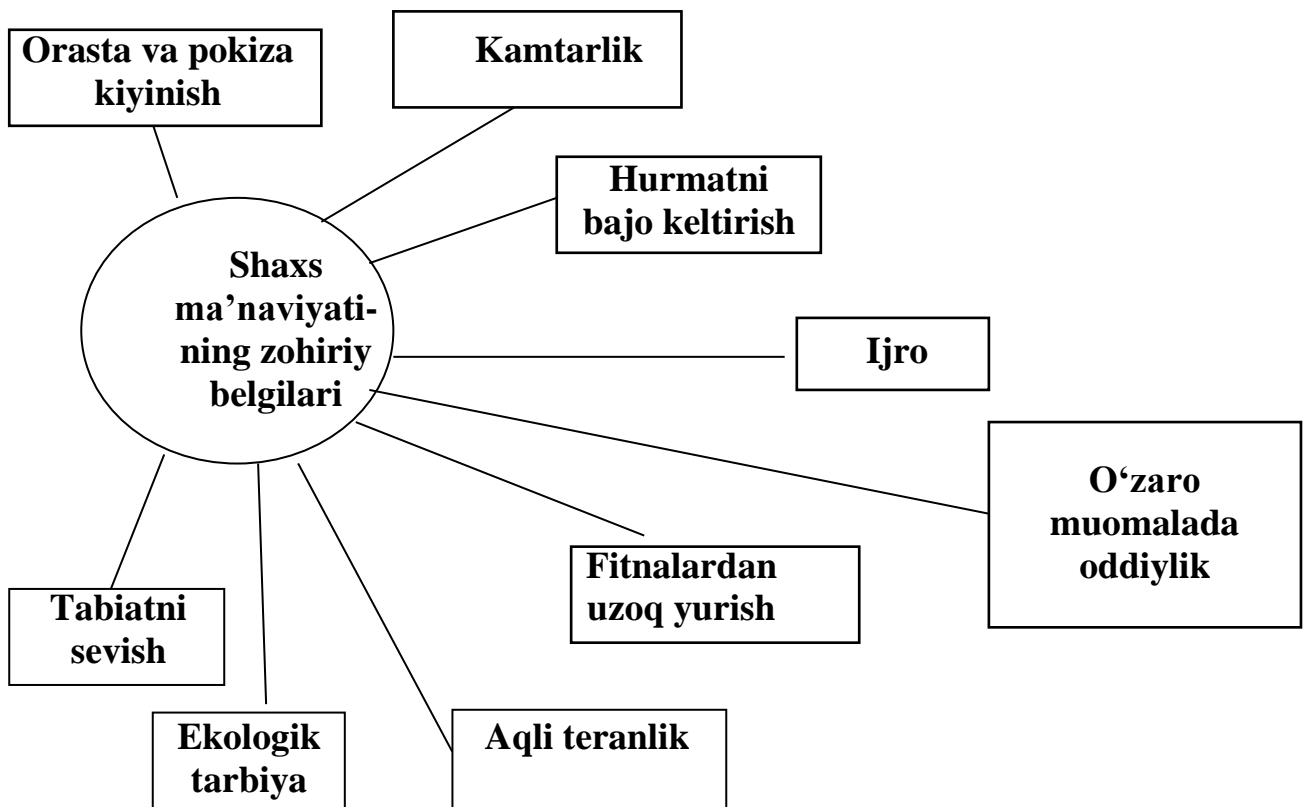 Orasta va pokiza
kiyinish
Kamtarlik
Hurmatni
bajo keltirish
Shaxs
ma’naviyati-
ning zohiriy
belgilari
Ijro
O‘zaro
muomalada
oddiylik
Fitnalardan
uzoq yurish
Tabiatni
sevish
Ekologik
tarbiya
Aqli teranlik